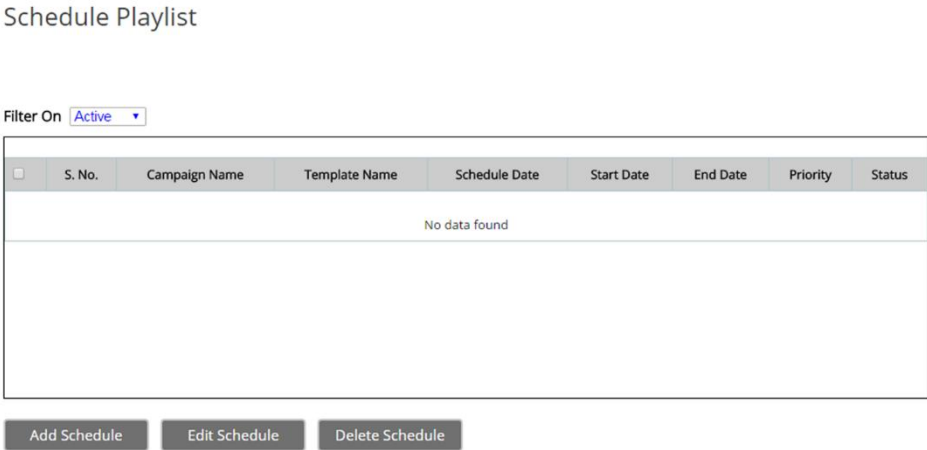 Schedule Playlist
Filter On Active
S. No. Campaign Name Template Name Schedule Date Start Date End Date Priority Status
No data found
Add Schedule Edit Schedule Delete Schedule